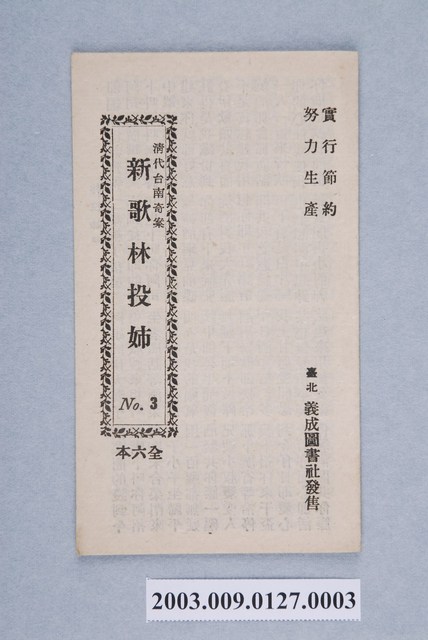 實行節約
努力生產
臺北 義成圖書社發售
清代台南奇案
新歌林投姉
No. 3
全六本
2003.009.0127.0003